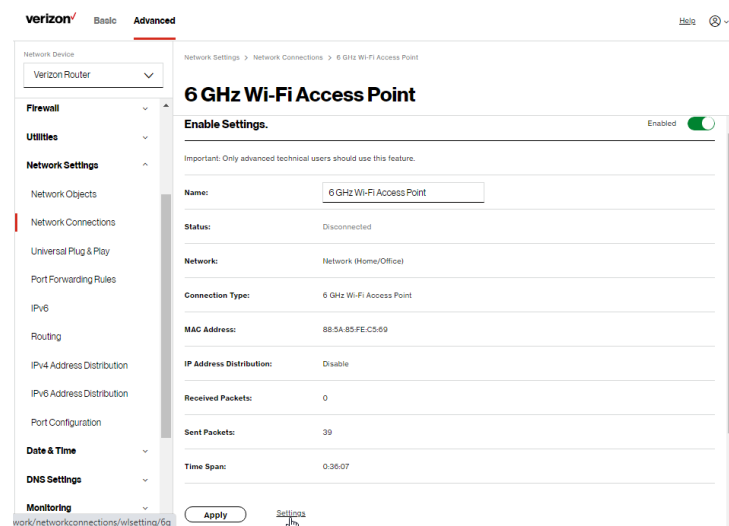 verizon✓ Basic Advanced Help
Network Device
Verizon Router
Firewall
Utilities
Network Settings
Network Objects
Network Connections
Universal Plug & Play
Port Forwarding Rules
IPv6
Routing
IPv4 Address Distribution
IPv6 Address Distribution
Port Configuration
Date & Time
DNS Settings
Monitoring
work/networkconnections/wlsetting/6g
Network Settings > Network Connections > 6 GHz Wi-Fi Access Point
6 GHz Wi-Fi Access Point
Enable Settings. Enabled
Important: Only advanced technical users should use this feature.
Name: 6 GHz Wi-Fi Access Point
Status: Disconnected
Network: Network (Home/Office)
Connection Type: 6 GHz Wi-Fi Access Point
MAC Address: 88:5A:85:FE:C5:69
IP Address Distribution: Disable
Received Packets: 0
Sent Packets: 39
Time Span: 0:36:07
Apply Settings